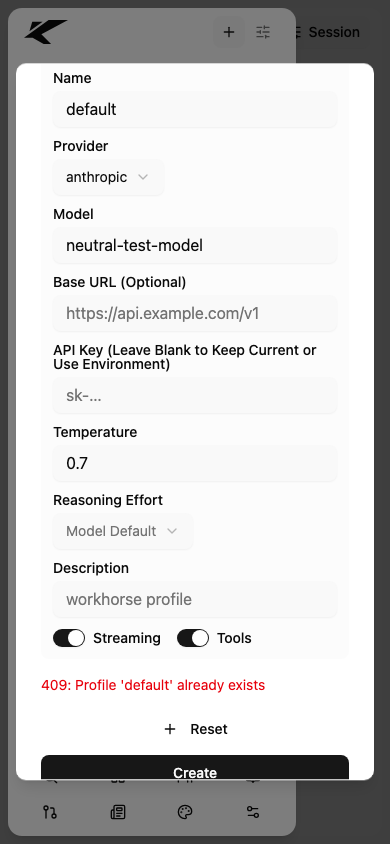 Session
Name
default
Provider
anthropic
Model
neutral-test-model
Base URL (Optional)
https://api.example.com/v1
API Key (Leave Blank to Keep Current or
Use Environment)
sk-...
Temperature
0.7
Reasoning Effort
Model Default
Description
workhorse profile
Streaming
Tools
409: Profile 'default' already exists
Reset
Create